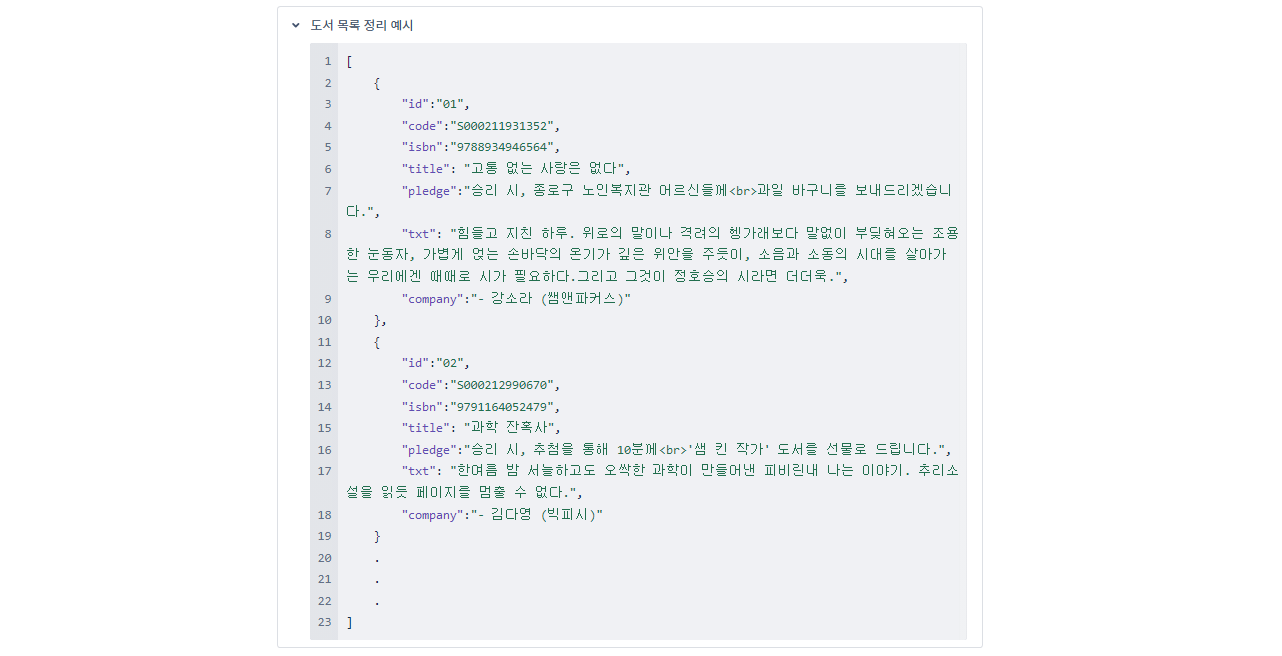 도서 목록 정리 예시
1 [
2 {
3 "id":"01",
4 "code":"S000211931352",
5 "isbn":"9788934946564",
6 "title": "고통 없는 사랑은 없다",
7 "pledge":"승리 시, 종로구 노인복지관 어르신들께<br>과일 바구니를 보내드리겠습니
다.",
8 "txt": "힘들고 지친 하루. 위로의 말이나 격려의 헹가래보다 말없이 부딪혀오는 조용
한 눈동자, 가볍게 얹는 손바닥의 온기가 깊은 위안을 주듯이, 소음과 소동의 시대를 살아가
는 우리에겐 때때로 시가 필요하다.그리고 그것이 정호승의 시라면 더더욱.",
9 "company":"- 강소라 (쌤앤파커스)"
10 },
11 {
12 "id":"02",
13 "code":"S000212990670",
14 "isbn":"9791164052479",
15 "title": "과학 잔혹사",
16 "pledge":"승리 시, 추첨을 통해 10분께<br>'샘 킨 작가' 도서를 선물로 드립니다.",
17 "txt": "한여름 밤 서늘하고도 오싹한 과학이 만들어낸 피비린내 나는 이야기. 추리소
설을 읽듯 페이지를 멈출 수 없다.",
18 "company":"- 김다영 (빅피시)"
19 }
20 .
21 .
22 .
23 ]